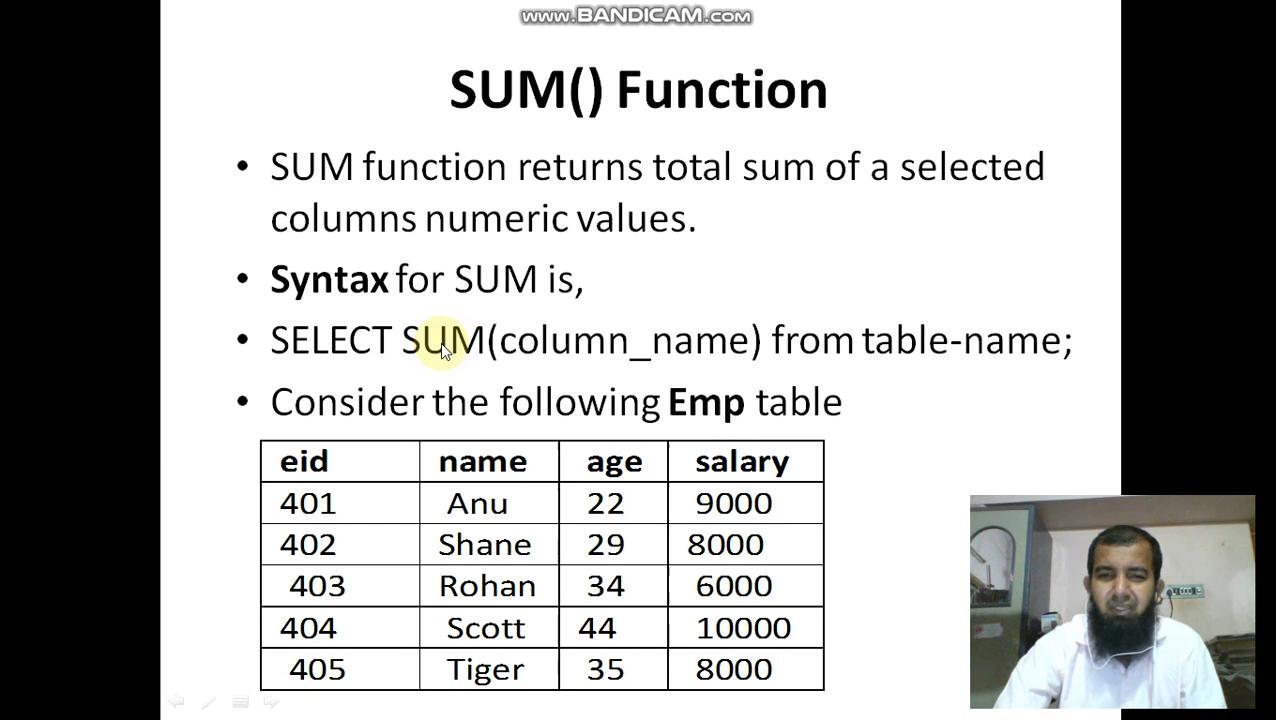 www.BANDICAM.com
SUM() Function
• SUM function returns total sum of a selected
columns numeric values.
• Syntax for SUM is,
• SELECT SUM(column_name) from table-name;
• Consider the following Emp table
eid name age salary
401 Anu 22 9000
402 Shane 29 8000
403 Rohan 34 6000
404 Scott 44 10000
405 Tiger 35 8000